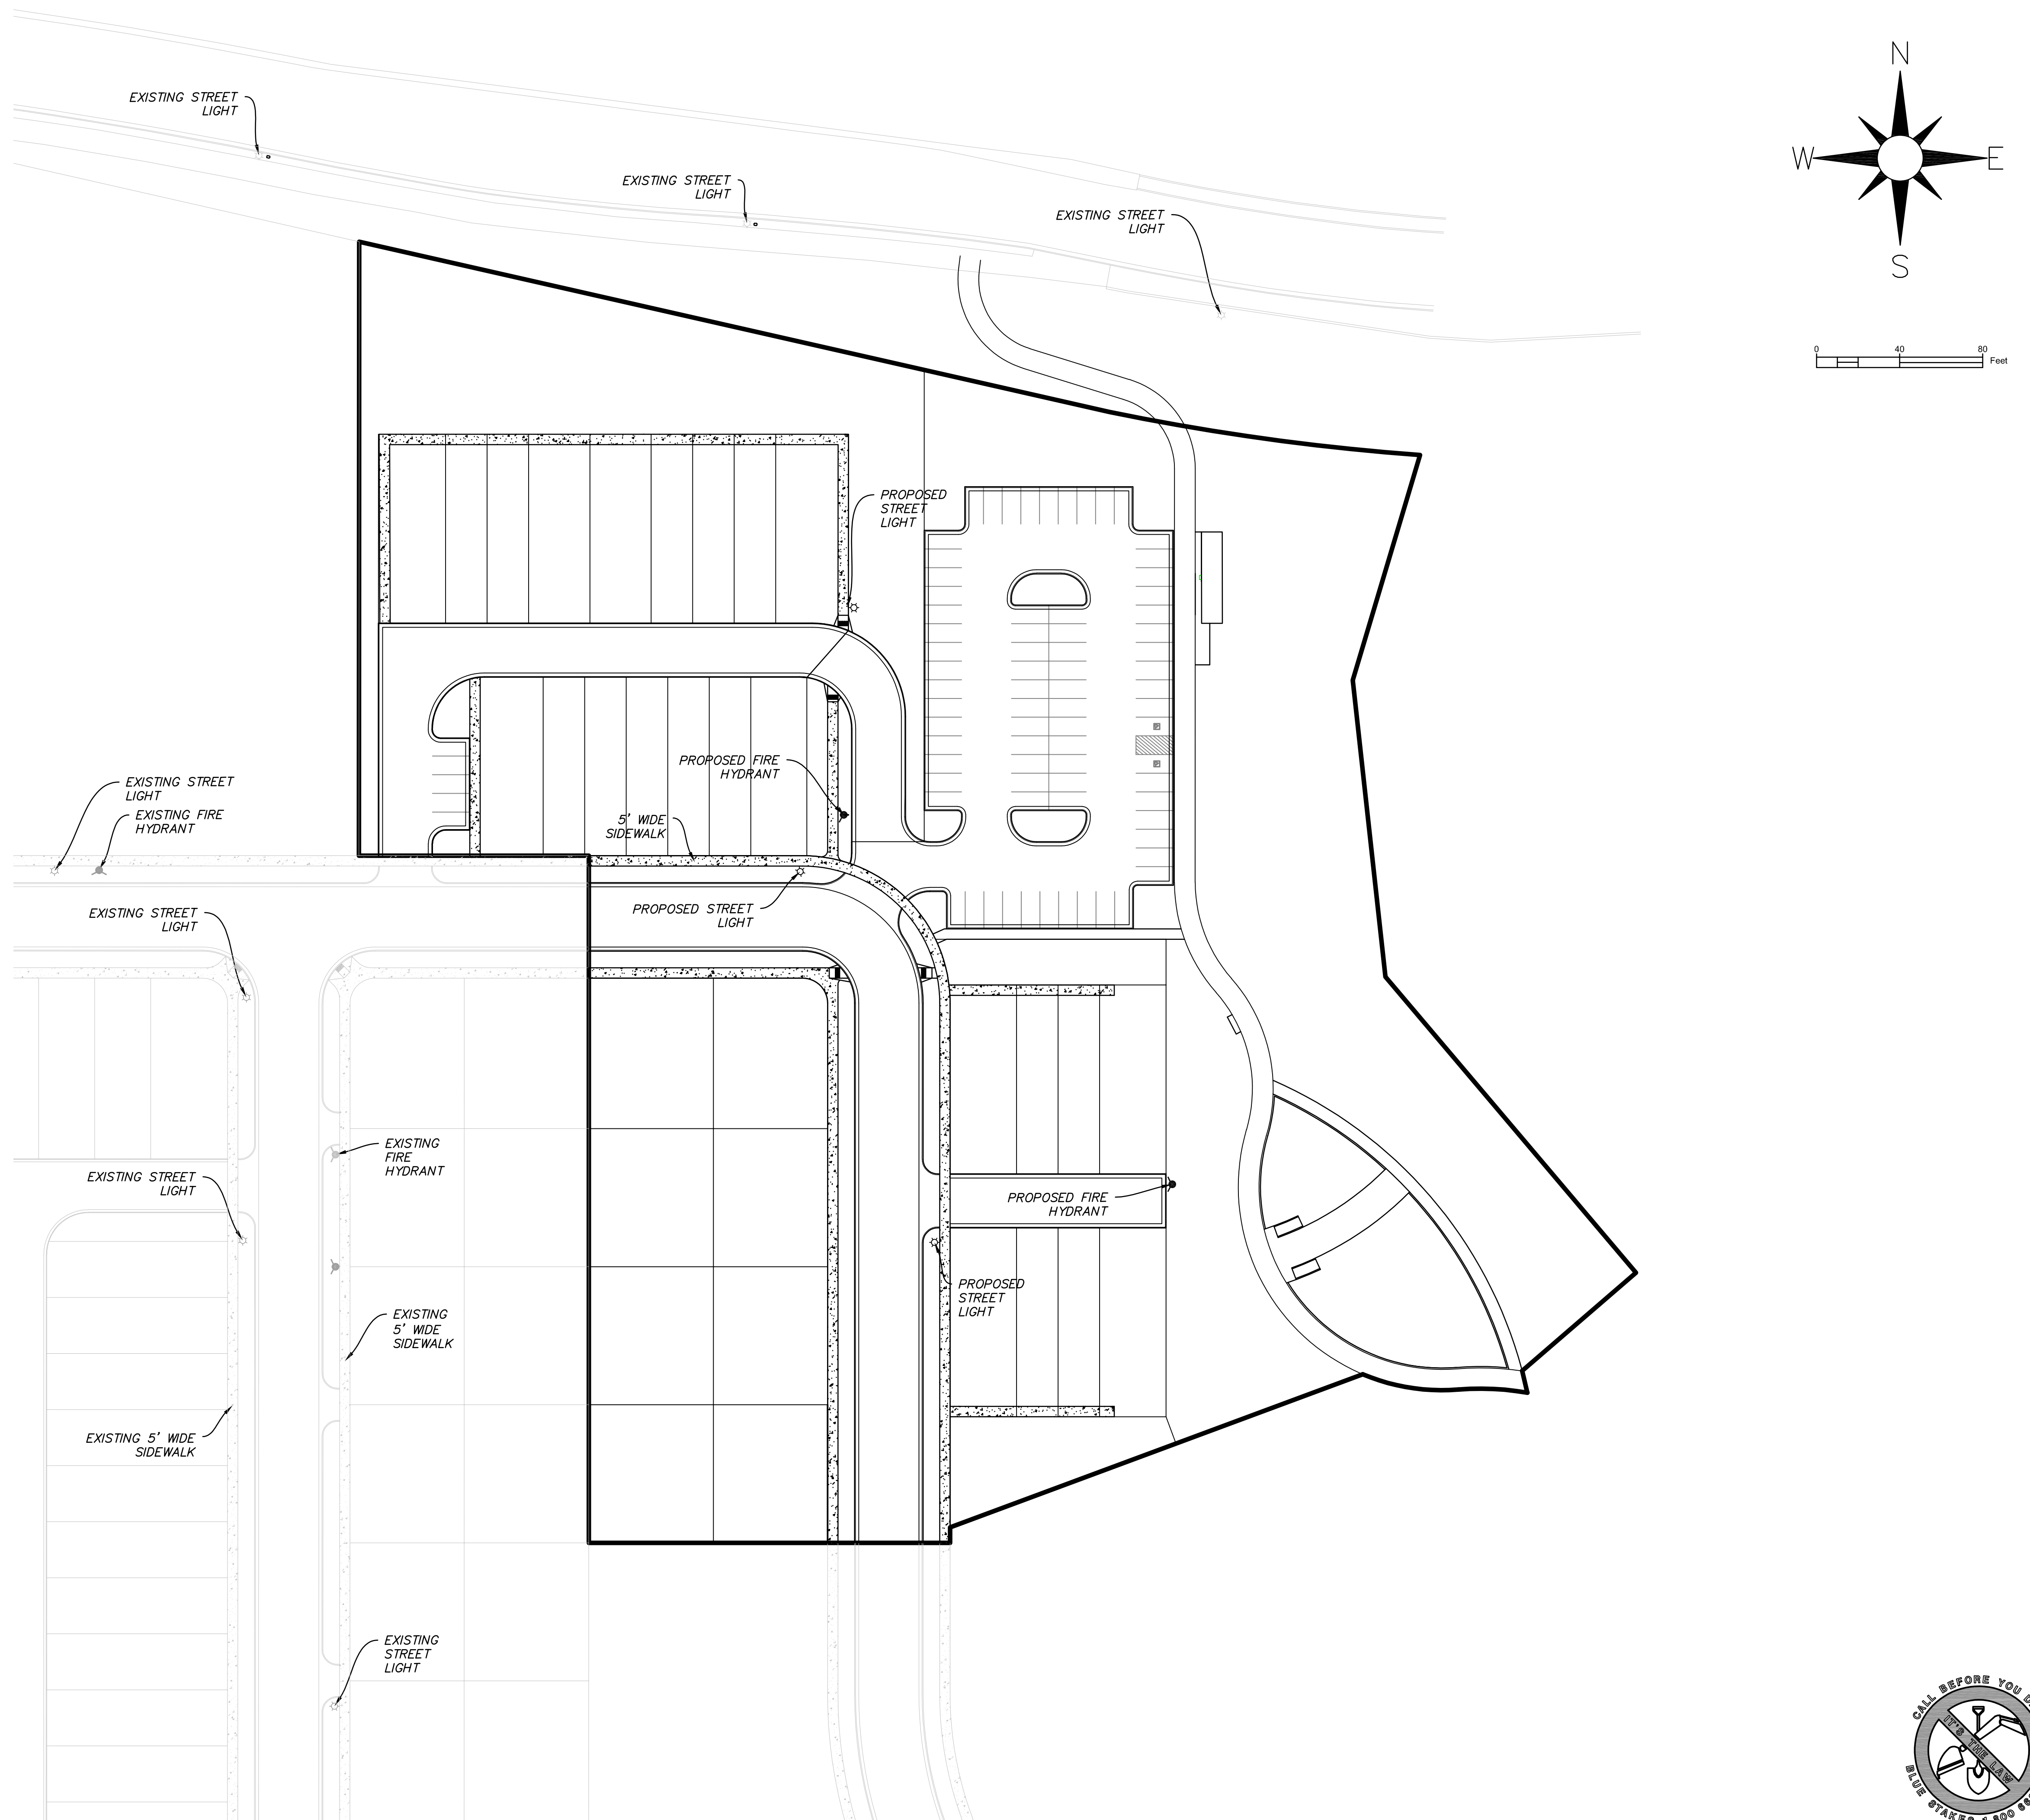 N
EXISTING STREET
LIGHT
W
E
EXISTING STREET
LIGHT
EXISTING STREET
LIGHT
S
0
40
80
Feet
PROPOSED
STREET
LIGHT
PROPOSED FIRE
HYDRANT
EXISTING STREET
LIGHT
EXISTING FIRE
HYDRANT
5' WIDE
SIDEWALK
PROPOSED STREET
LIGHT
EXISTING STREET
LIGHT
EXISTING
FIRE
HYDRANT
EXISTING STREET
LIGHT
PROPOSED FIRE
HYDRANT
PROPOSED
STREET
LIGHT
EXISTING
5' WIDE
SIDEWALK
EXISTING 5' WIDE
SIDEWALK
EXISTING
STREET
LIGHT
CALL BEFORE YOU
IT'S THE LAW
BLUE STAKES